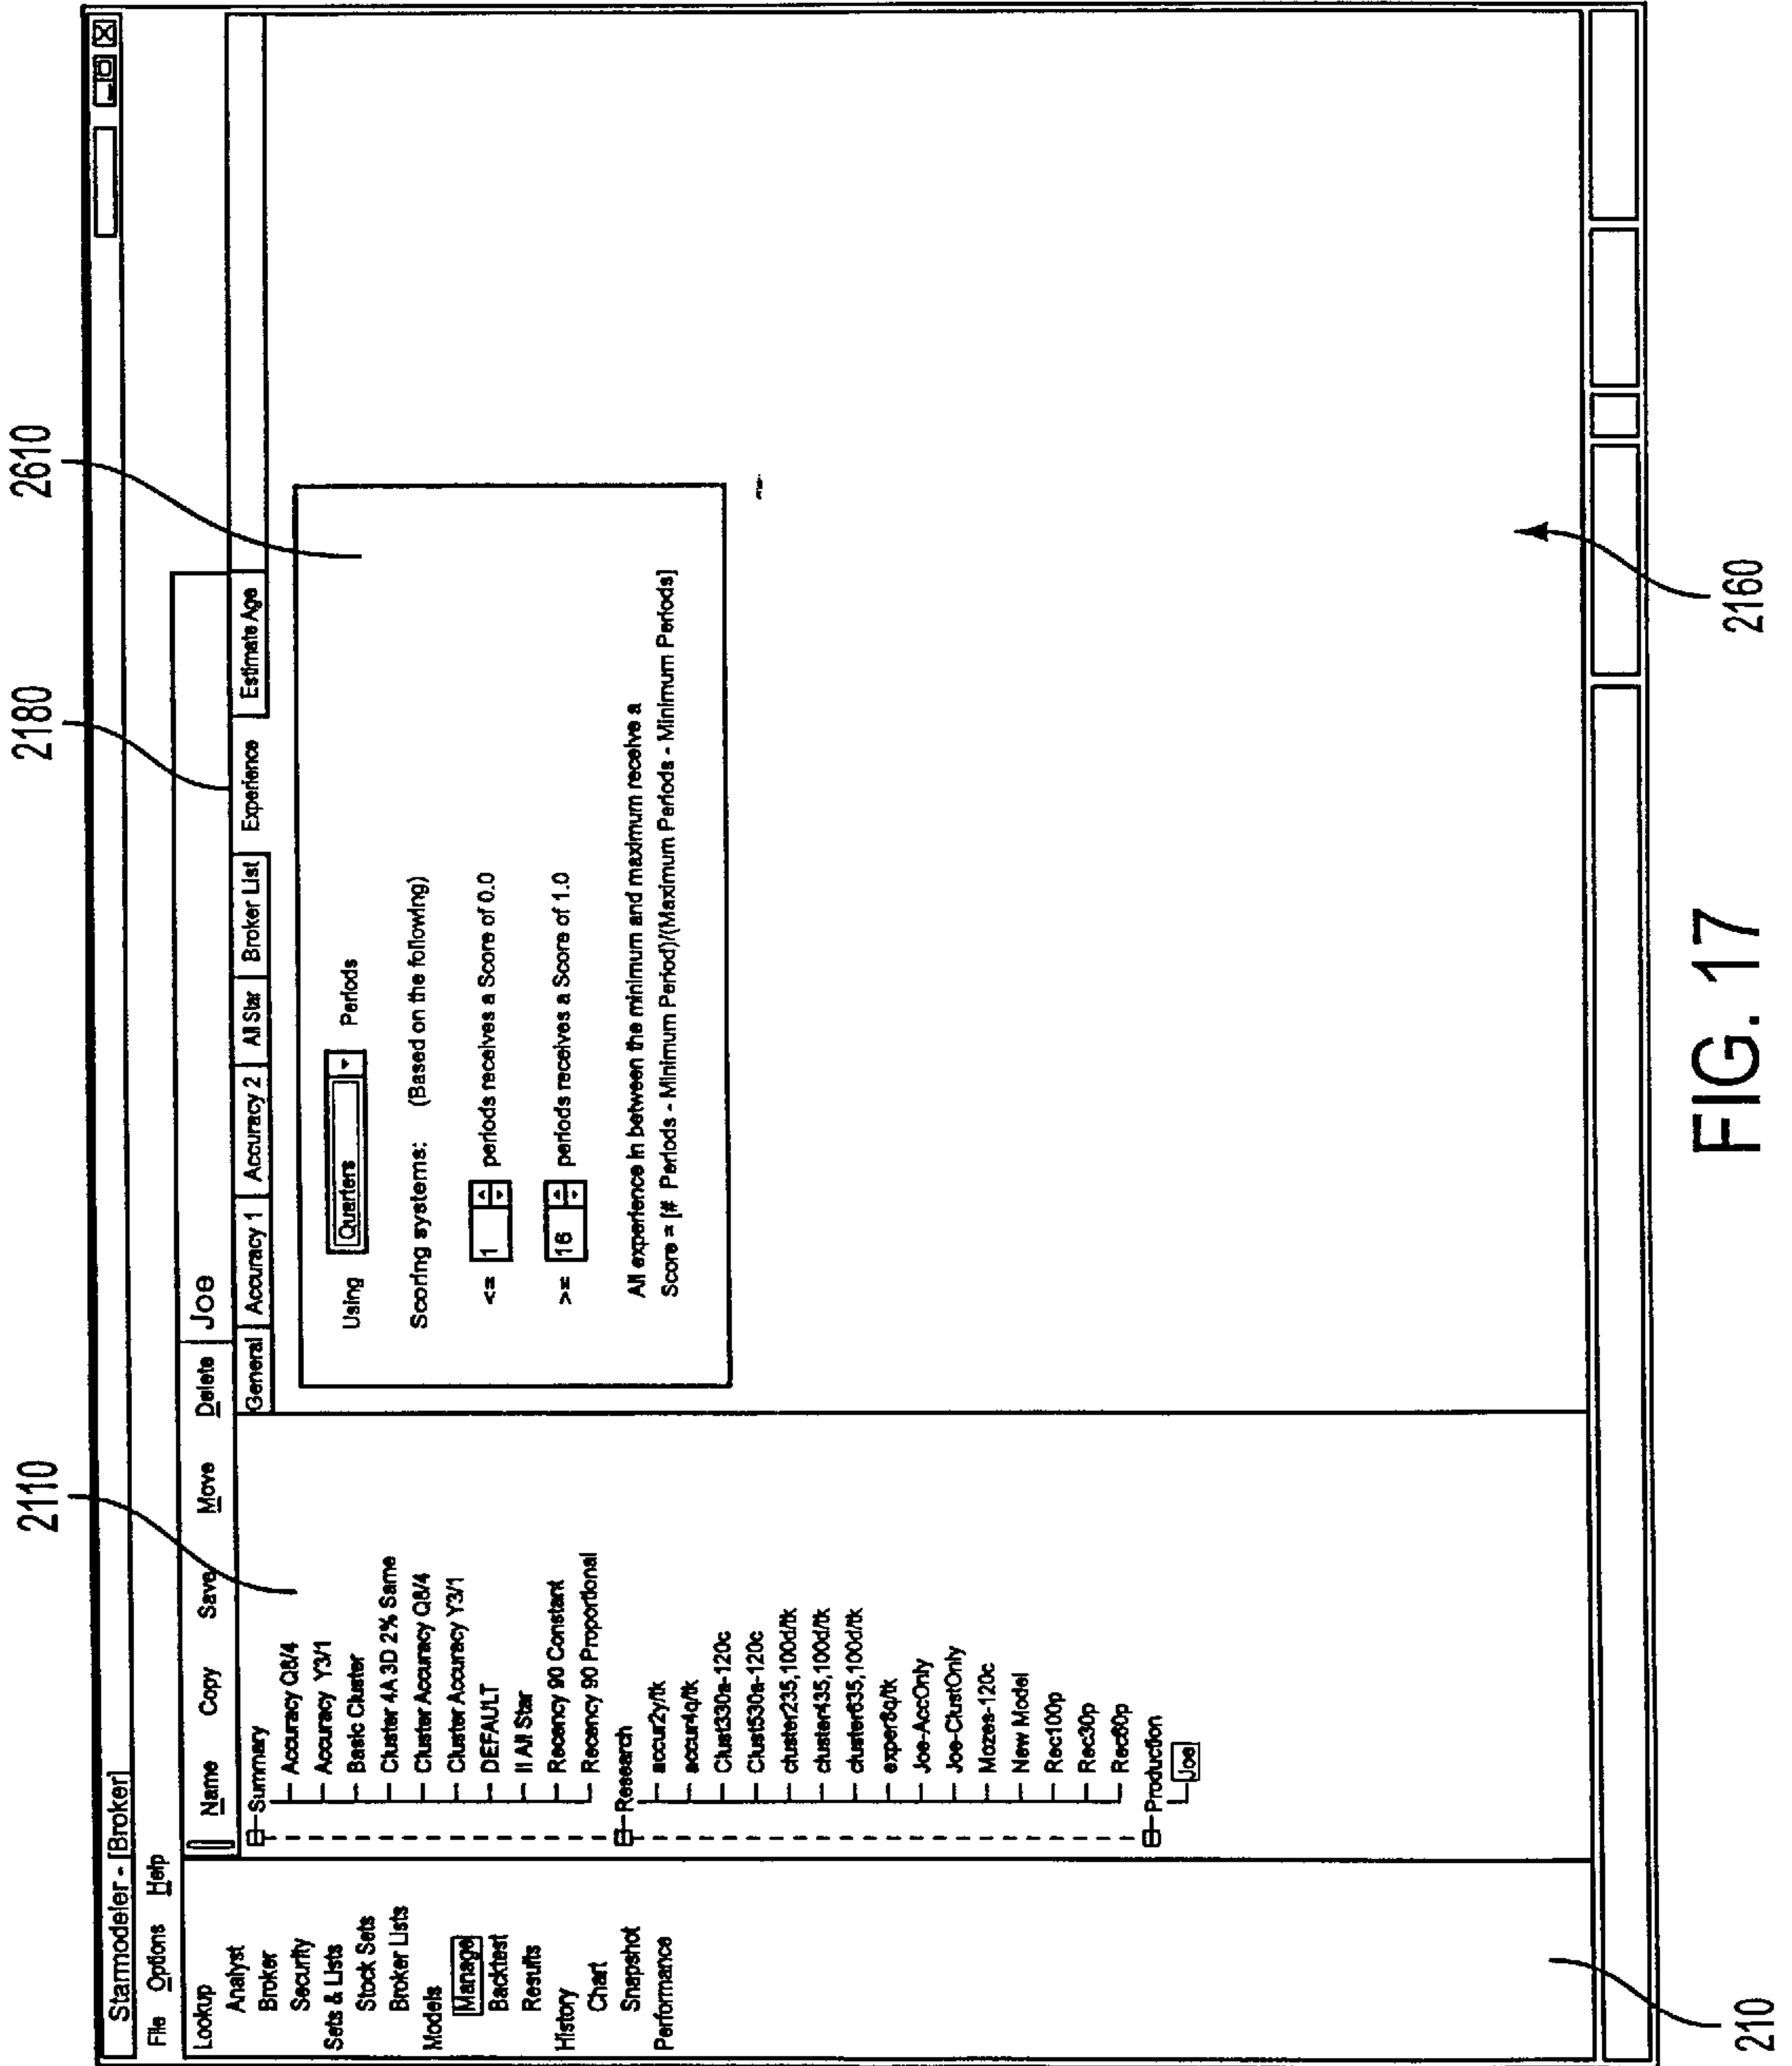 2110
2180
2610
Starmodeler - [Broker]
File Options Help
Name Copy Save Move Delete Joe
General Accuracy 1 Accuracy 2 All Star Broker List Experience Estimate Age
Lookup
Analyst
Broker
Security
Sets & Lists
Stock Sets
Broker Lists
Models
Manage
Backtest
Results
History
Chart
Snapshot
Performance
Summary
Accuracy Q8/4
Accuracy Y3/1
Basic Cluster
Cluster 4A 3D 2% Same
Cluster Accuracy Q8/4
Cluster Accuracy Y3/1
DEFAULT
II All Star
Recency 90 Constant
Recency 90 Proportional
Research
accur2y/tk
accur4q/tk
Clust330a-120c
Clust530a-120c
cluster235,100d/tk
cluster435,100d/tk
cluster635,100d/tk
exper8q/tk
Joe-AccOnly
Joe-ClustOnly
Mozes-120c
New Model
Rec100p
Rec30p
Rec60p
Production
Joe
Using Quarters Periods
Scoring systems: (Based on the following)
<= 1 periods receives a Score of 0.0
>= 16 periods receives a Score of 1.0
All experience in between the minimum and maximum receive a
Score = [# Periods - Minimum Period)/(Maximum Periods - Minimum Periods]
210
2160
FIG. 17